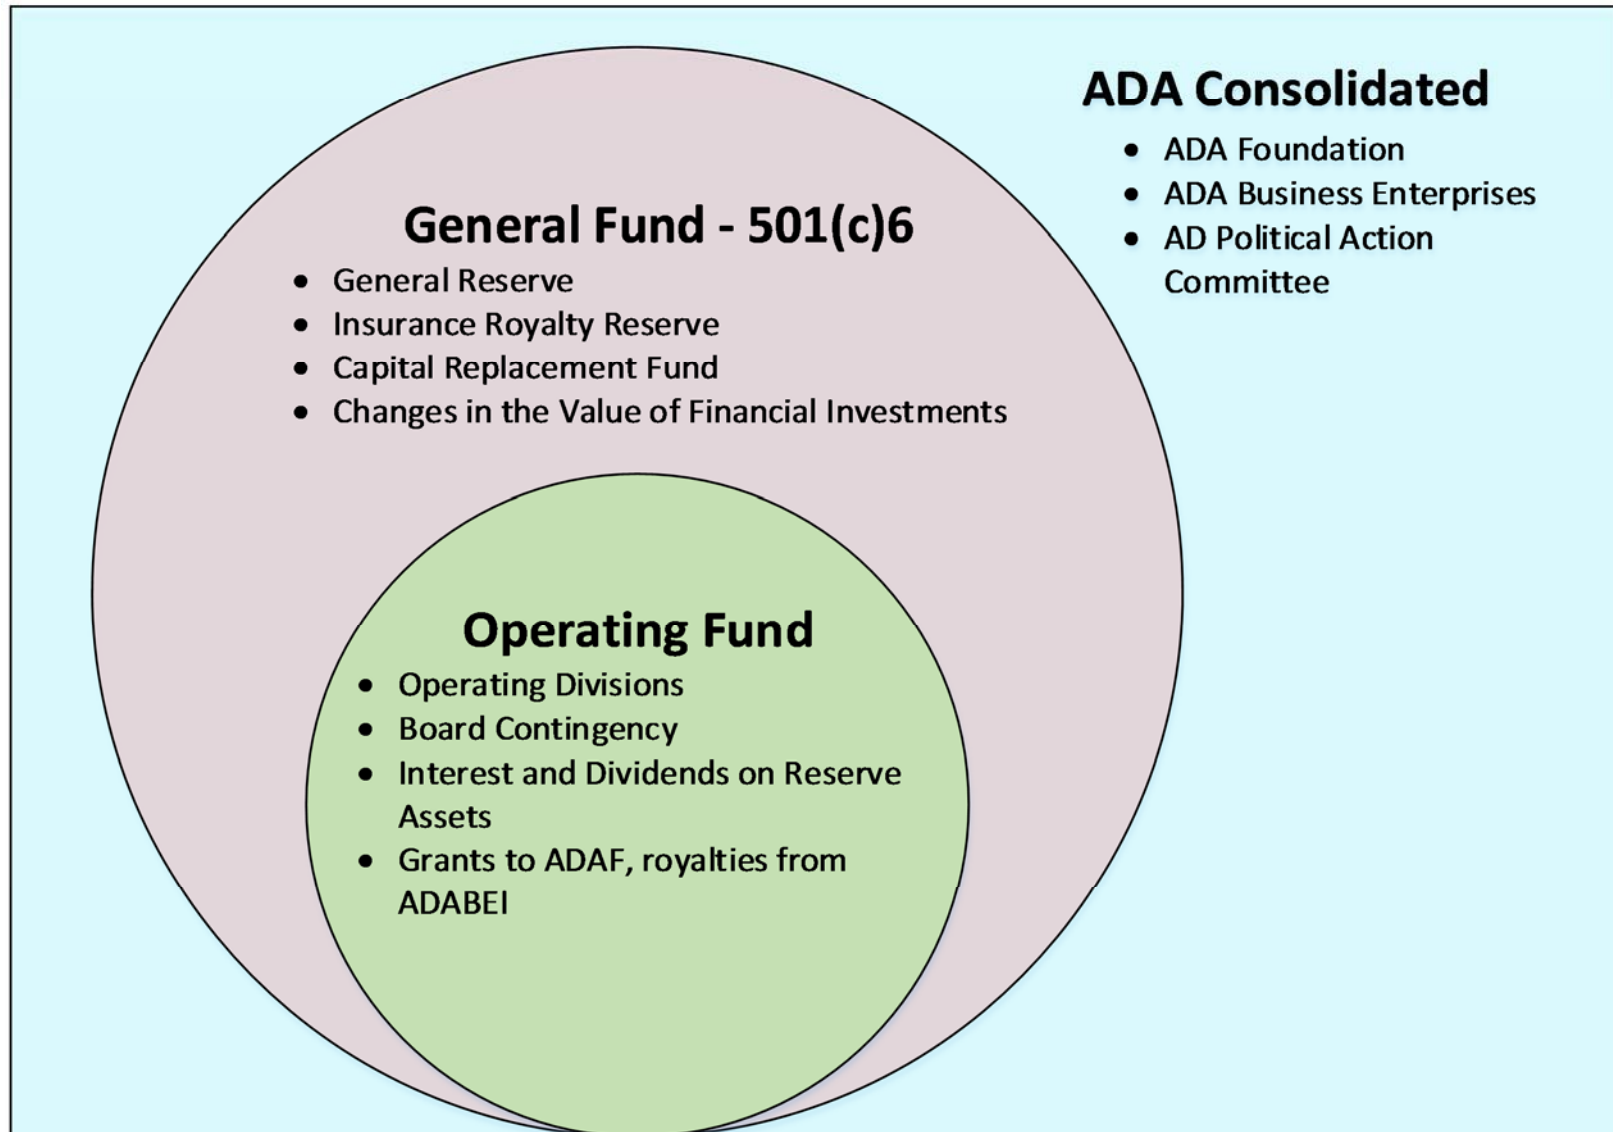 ADA Consolidated
• ADA Foundation
• ADA Business Enterprises
• AD Political Action
Committee
General Fund - 501(c)6
• General Reserve
• Insurance Royalty Reserve
• Capital Replacement Fund
• Changes in the Value of Financial Investments
Operating Fund
• Operating Divisions
• Board Contingency
• Interest and Dividends on Reserve
Assets
• Grants to ADAF, royalties from
ADABEI